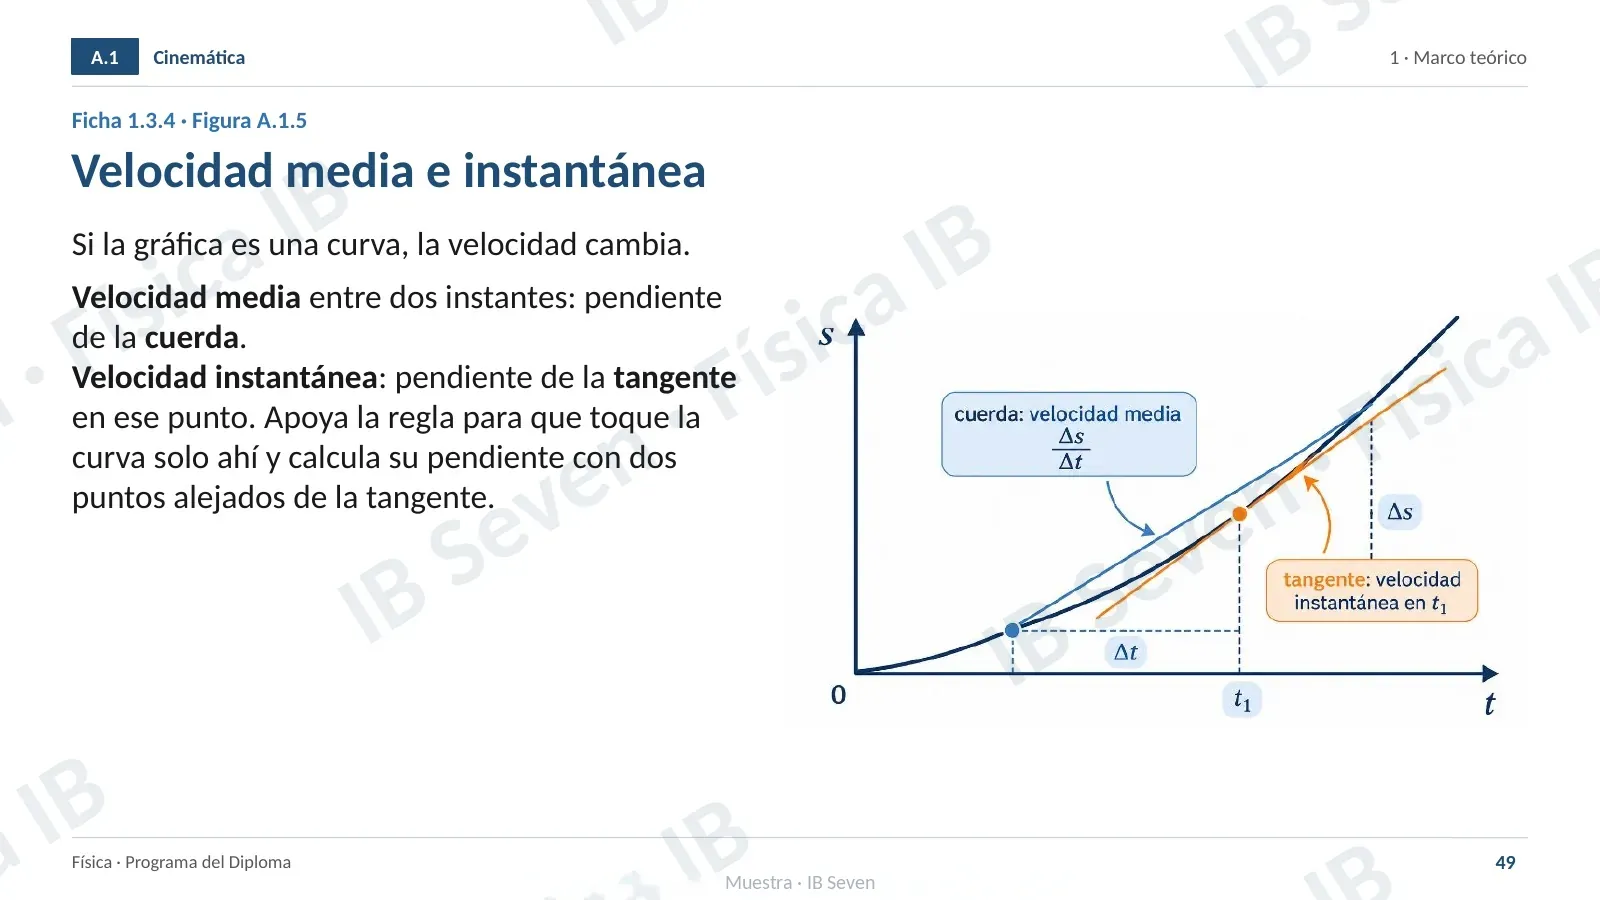 A.1 Cinemática
1 · Marco teórico
Ficha 1.3.4 · Figura A.1.5
Velocidad media e instantánea
Si la gráfica es una curva, la velocidad cambia.
Velocidad media entre dos instantes: pendiente
de la cuerda.
Velocidad instantánea: pendiente de la tangente
en ese punto. Apoya la regla para que toque la
curva solo ahí y calcula su pendiente con dos
puntos alejados de la tangente.
s
cuerda: velocidad media
Δs
Δt
Δs
tangente: velocidad
instantánea en t₁
Δt
0
t₁
t
Física · Programa del Diploma
49
Muestra · IB Seven
IB Seven · Física IB